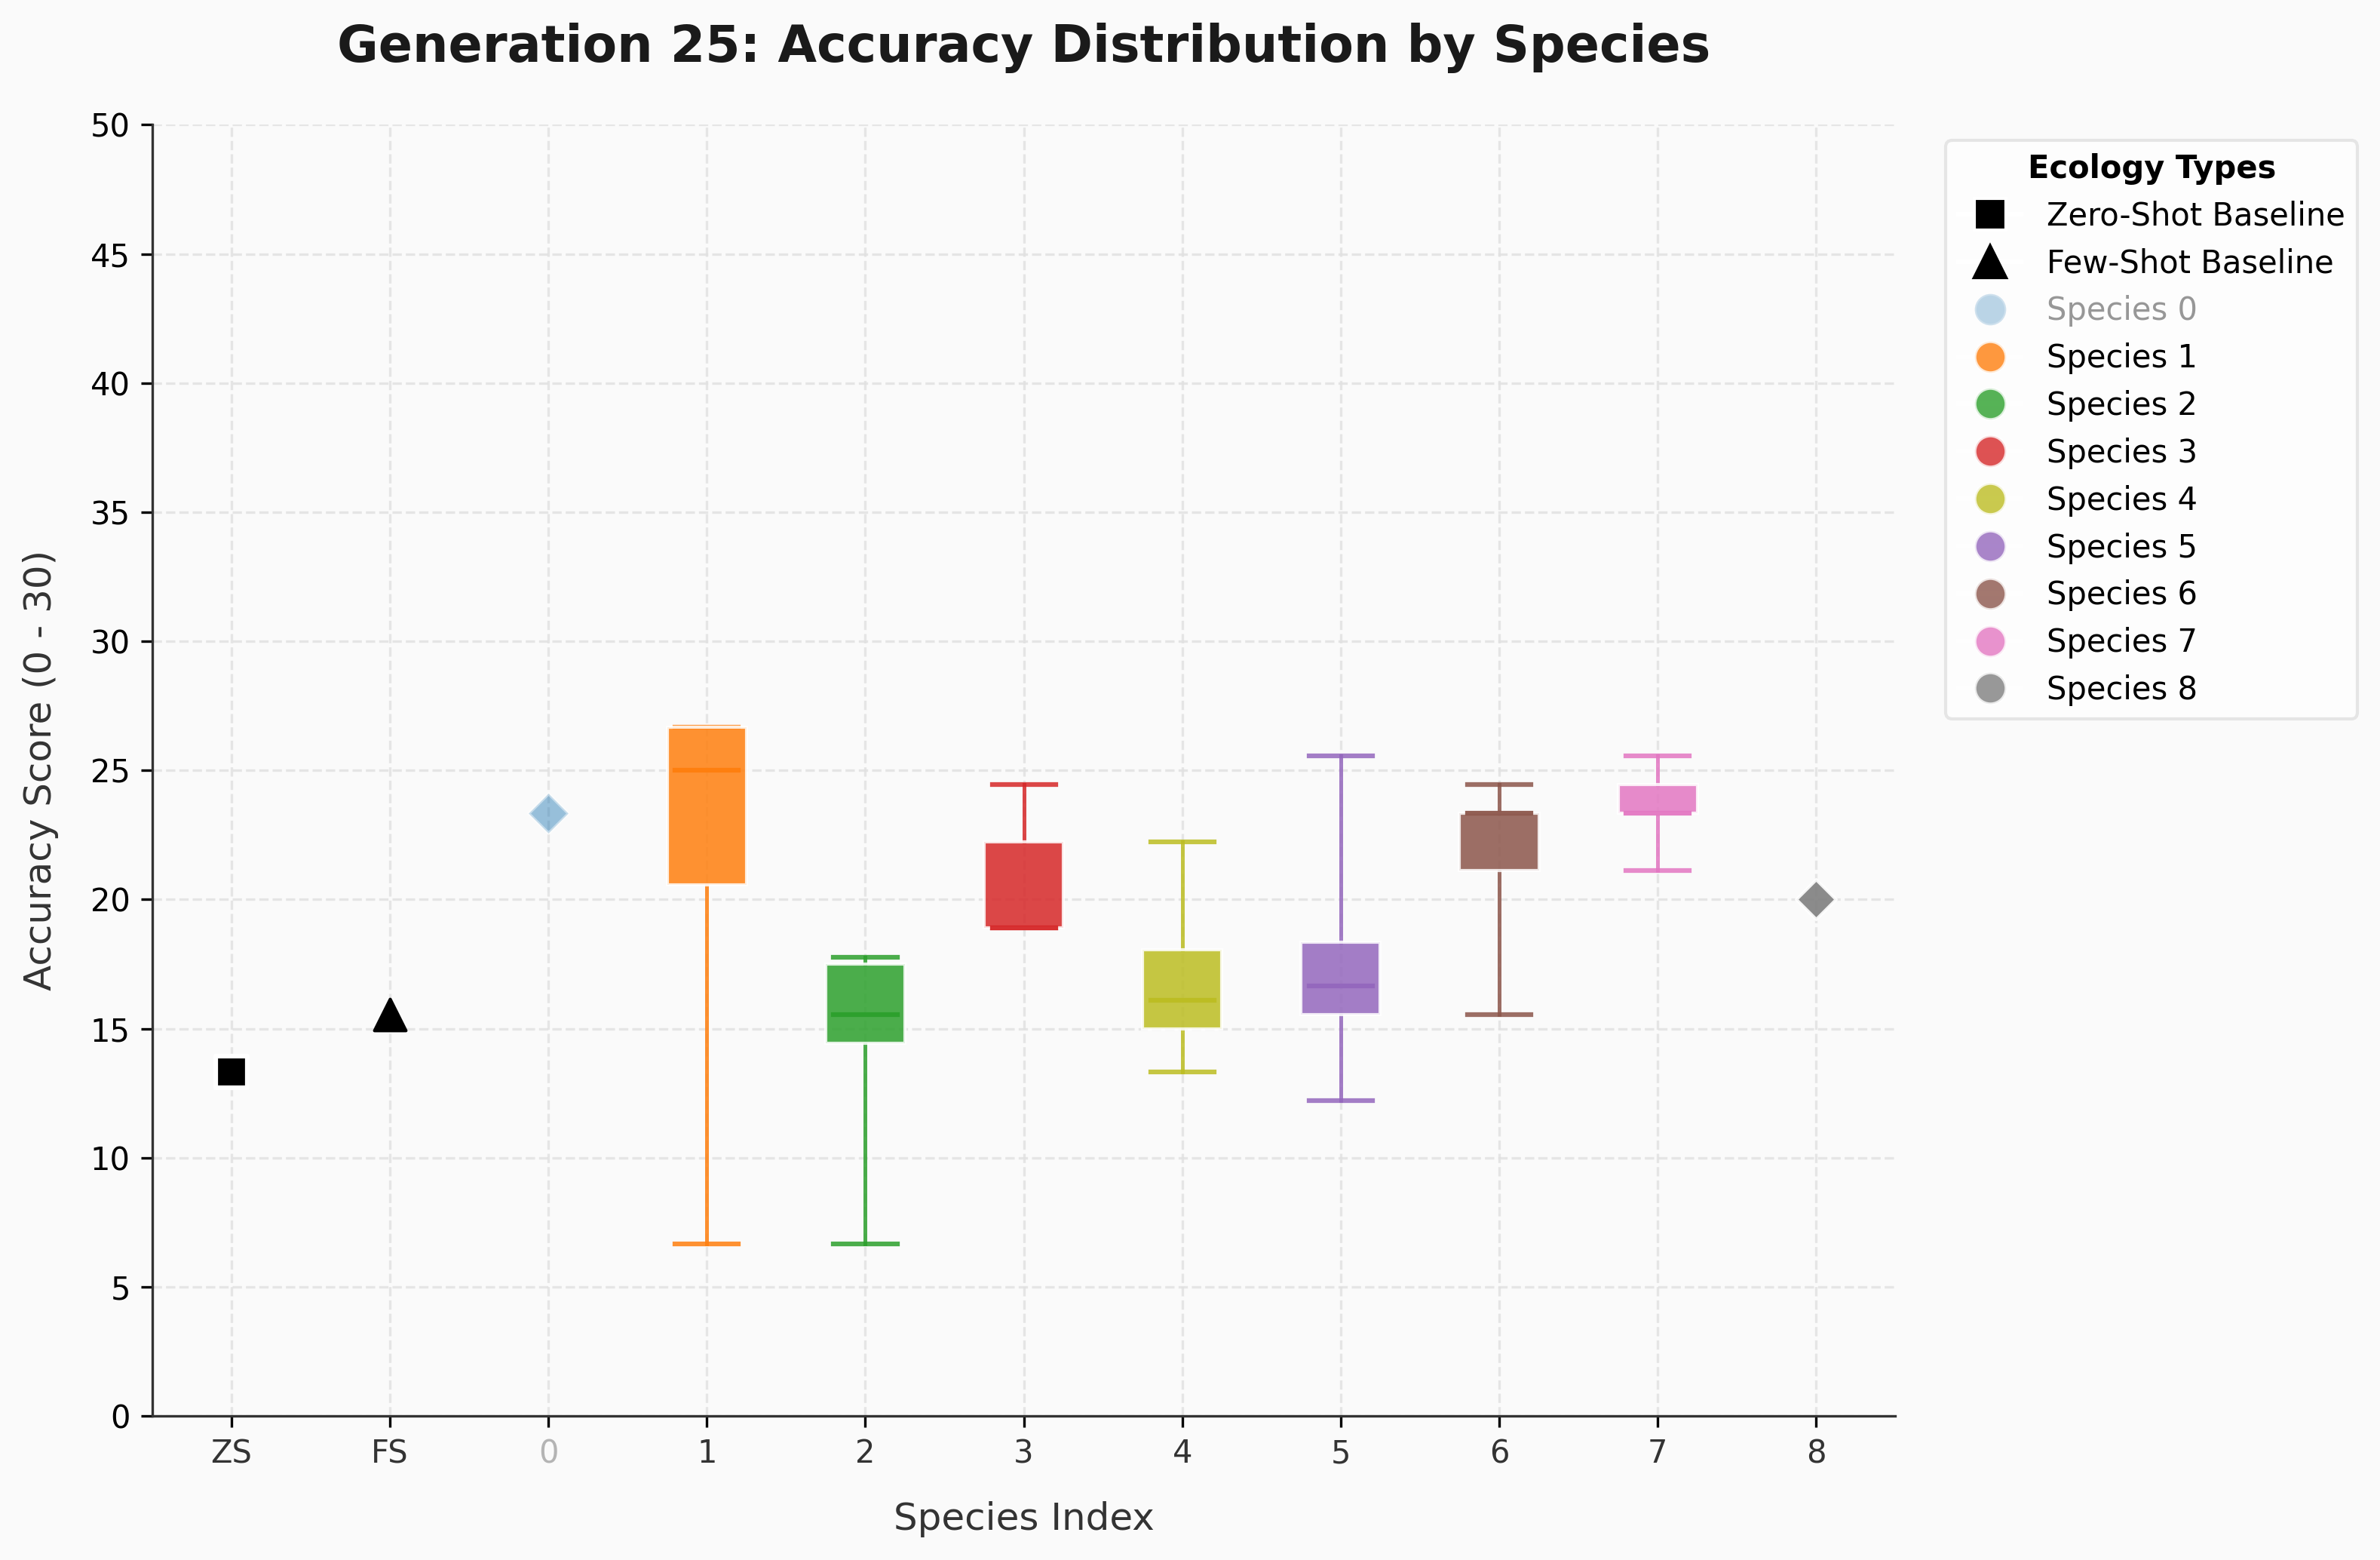 Generation 25: Accuracy Distribution by Species
Accuracy Score (0 - 30)
50
45
40
35
30
25
20
15
10
5
0
ZS
FS
0
1
2
3
4
5
6
7
8
Species Index
Ecology Types
Zero-Shot Baseline
Few-Shot Baseline
Species 0
Species 1
Species 2
Species 3
Species 4
Species 5
Species 6
Species 7
Species 8